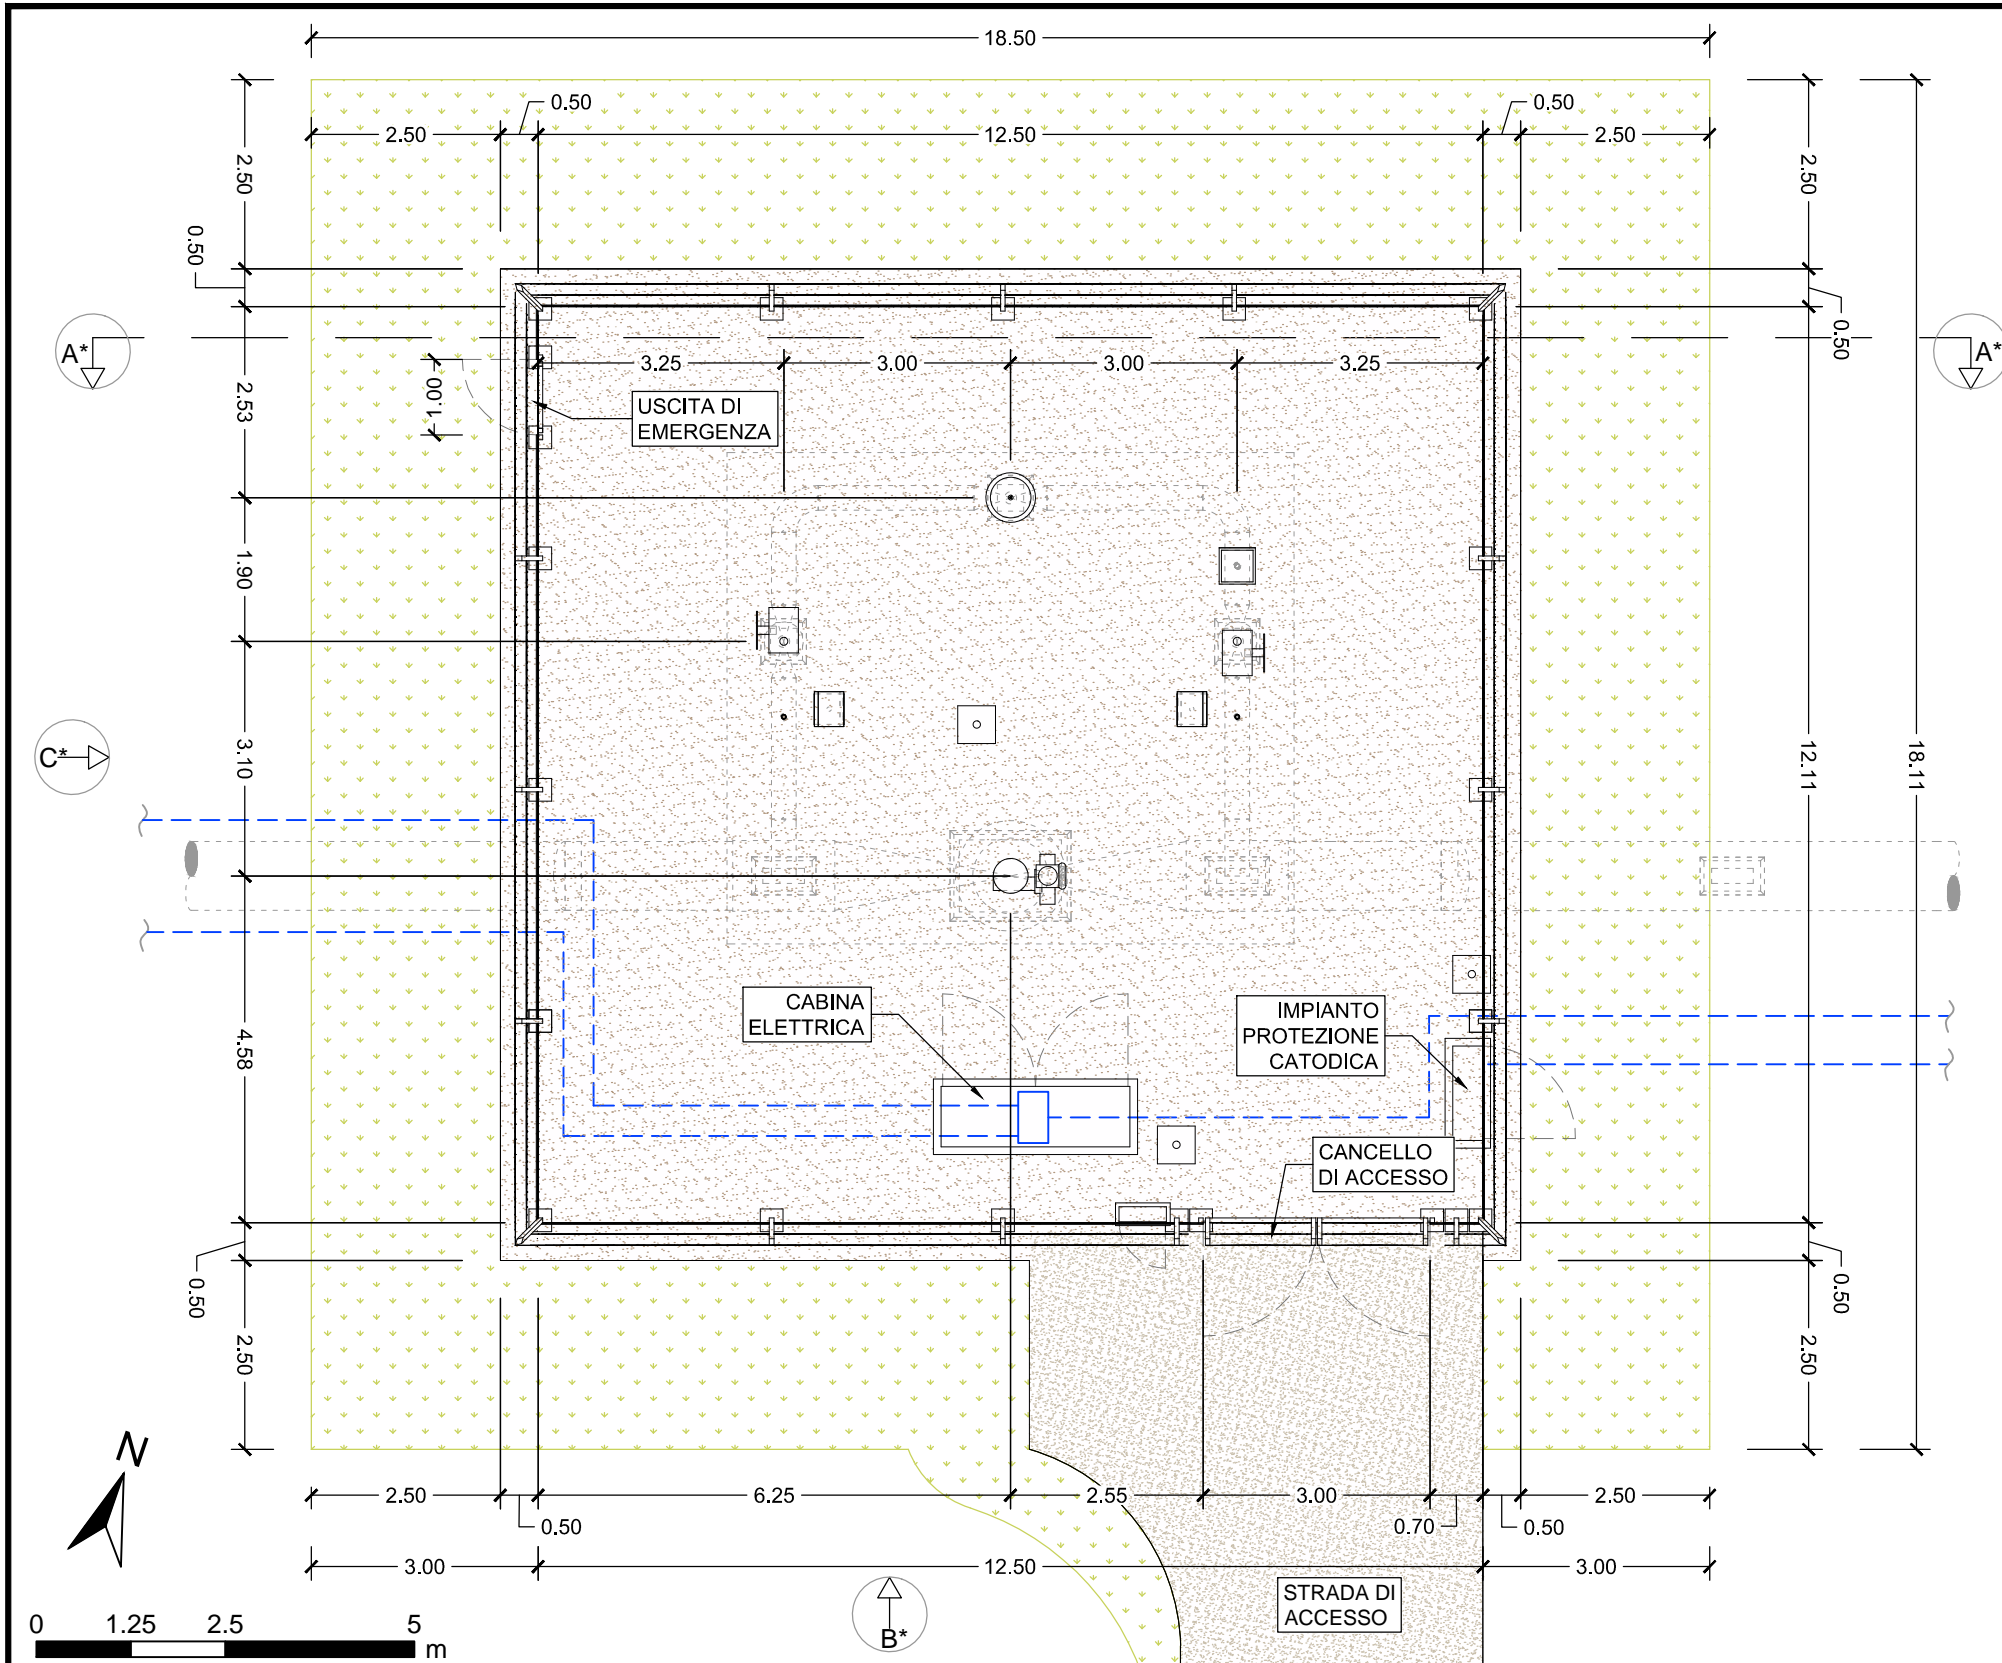 18.50
0.50
0.50
2.50
12.50
2.50
2.50
2.50
0.50
0.50
A*
A*
3.25
3.00
3.00
3.25
1.00
2.53
USCITA DI
EMERGENZA
1.90
C*
3.10
12.11
18.11
CABINA
ELETTRICA
IMPIANTO
PROTEZIONE
CATODICA
4.58
CANCELLO
DI ACCESSO
0.50
0.50
2.50
2.50
N
2.50
6.25
2.55
3.00
2.50
0.50
0.70
0.50
3.00
12.50
3.00
STRADA DI
ACCESSO
B*
0 1.25 2.5 5
m